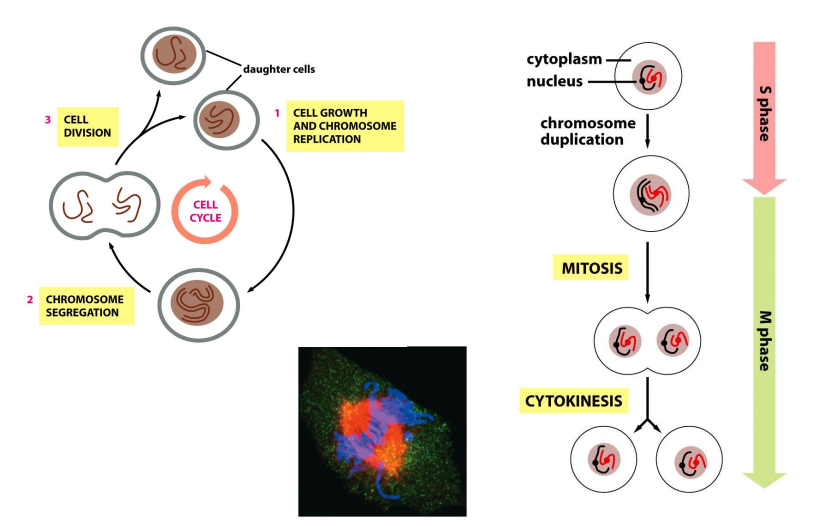 daughter cells
1 CELL GROWTH
AND CHROMOSOME
REPLICATION
3 CELL
DIVISION
CELL
CYCLE
2 CHROMOSOME
SEGREGATION
cytoplasm
nucleus
chromosome
duplication
MITOSIS
CYTOKINESIS
S phase
M phase